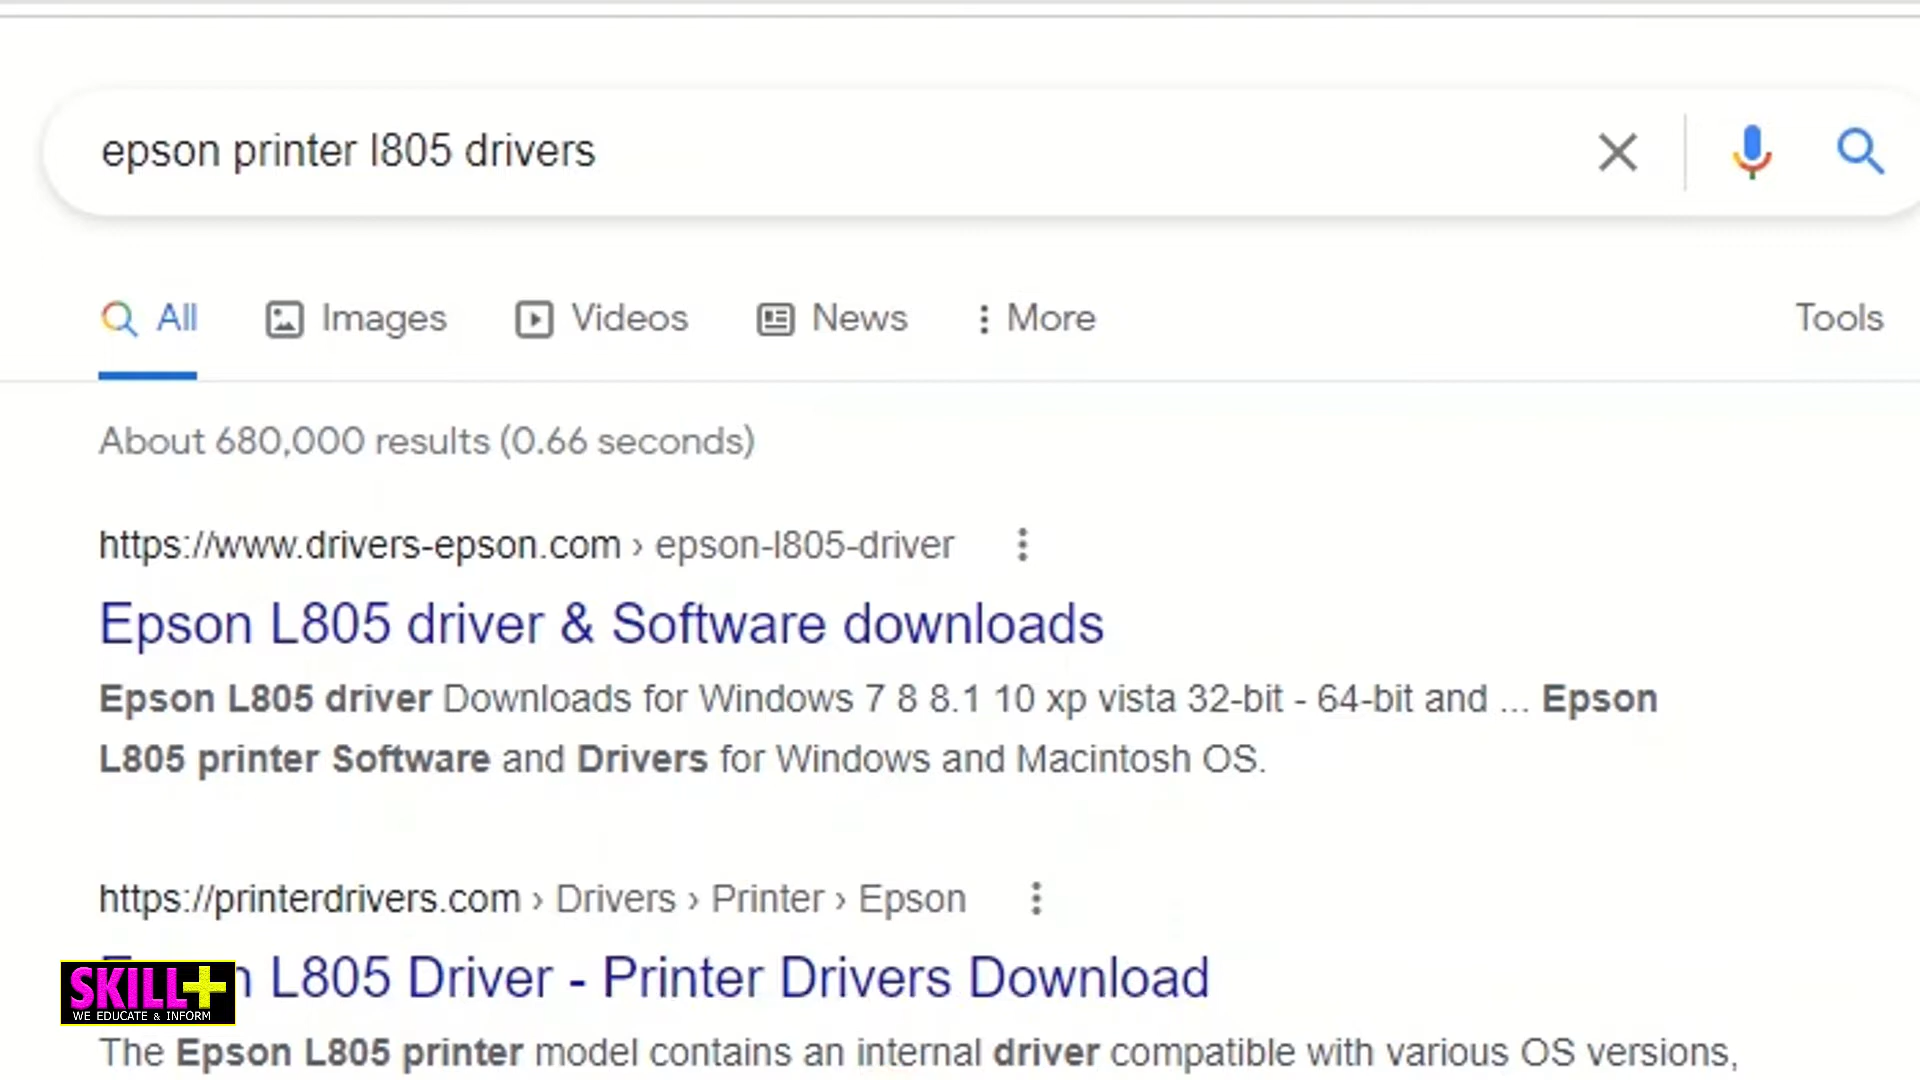 epson printer l805 drivers
All Images Videos News More Tools
About 680,000 results (0.66 seconds)
https://www.drivers-epson.com › epson-l805-driver
Epson L805 driver & Software downloads
Epson L805 driver Downloads for Windows 7 8 8.1 10 xp vista 32-bit - 64-bit and ... Epson
L805 printer Software and Drivers for Windows and Macintosh OS.
https://printerdrivers.com › Drivers › Printer › Epson
n L805 Driver - Printer Drivers Download
SKILL+
WE EDUCATE & INFORM
The Epson L805 printer model contains an internal driver compatible with various OS versions,